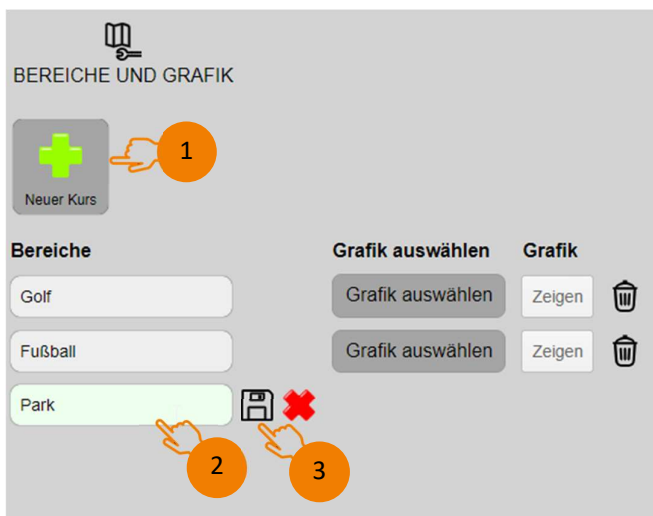 BEREICHE UND GRAFIK
1
Neuer Kurs
Bereiche Grafik auswählen Grafik
Golf Grafik auswählen Zeigen
Fußball Grafik auswählen Zeigen
Park
2 3